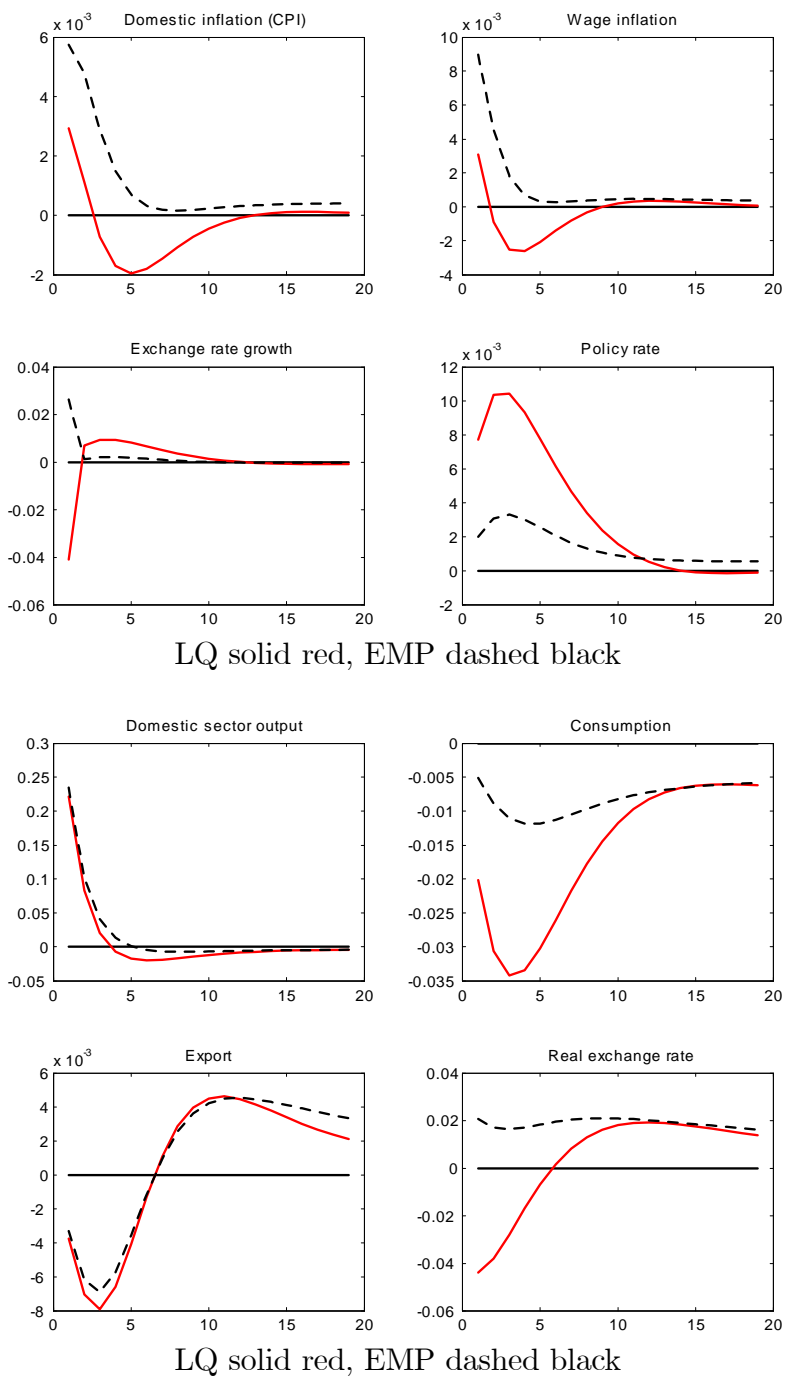 Domestic inflation (CPI)
x 10-3
6
4
2
0
-2
0 5 10 15 20
Wage inflation
x 10-3
10
8
6
4
2
0
-2
-4
0 5 10 15 20
Exchange rate growth
0.04
0.02
0
-0.02
-0.04
-0.06
0 5 10 15 20
Policy rate
x 10-3
12
10
8
6
4
2
0
-2
0 5 10 15 20
LQ solid red, EMP dashed black
Domestic sector output
0.3
0.25
0.2
0.15
0.1
0.05
0
-0.05
0 5 10 15 20
Consumption
0
-0.005
-0.01
-0.015
-0.02
-0.025
-0.03
-0.035
0 5 10 15 20
Export
x 10-3
6
4
2
0
-2
-4
-6
-8
0 5 10 15 20
Real exchange rate
0.04
0.02
0
-0.02
-0.04
-0.06
0 5 10 15 20
LQ solid red, EMP dashed black